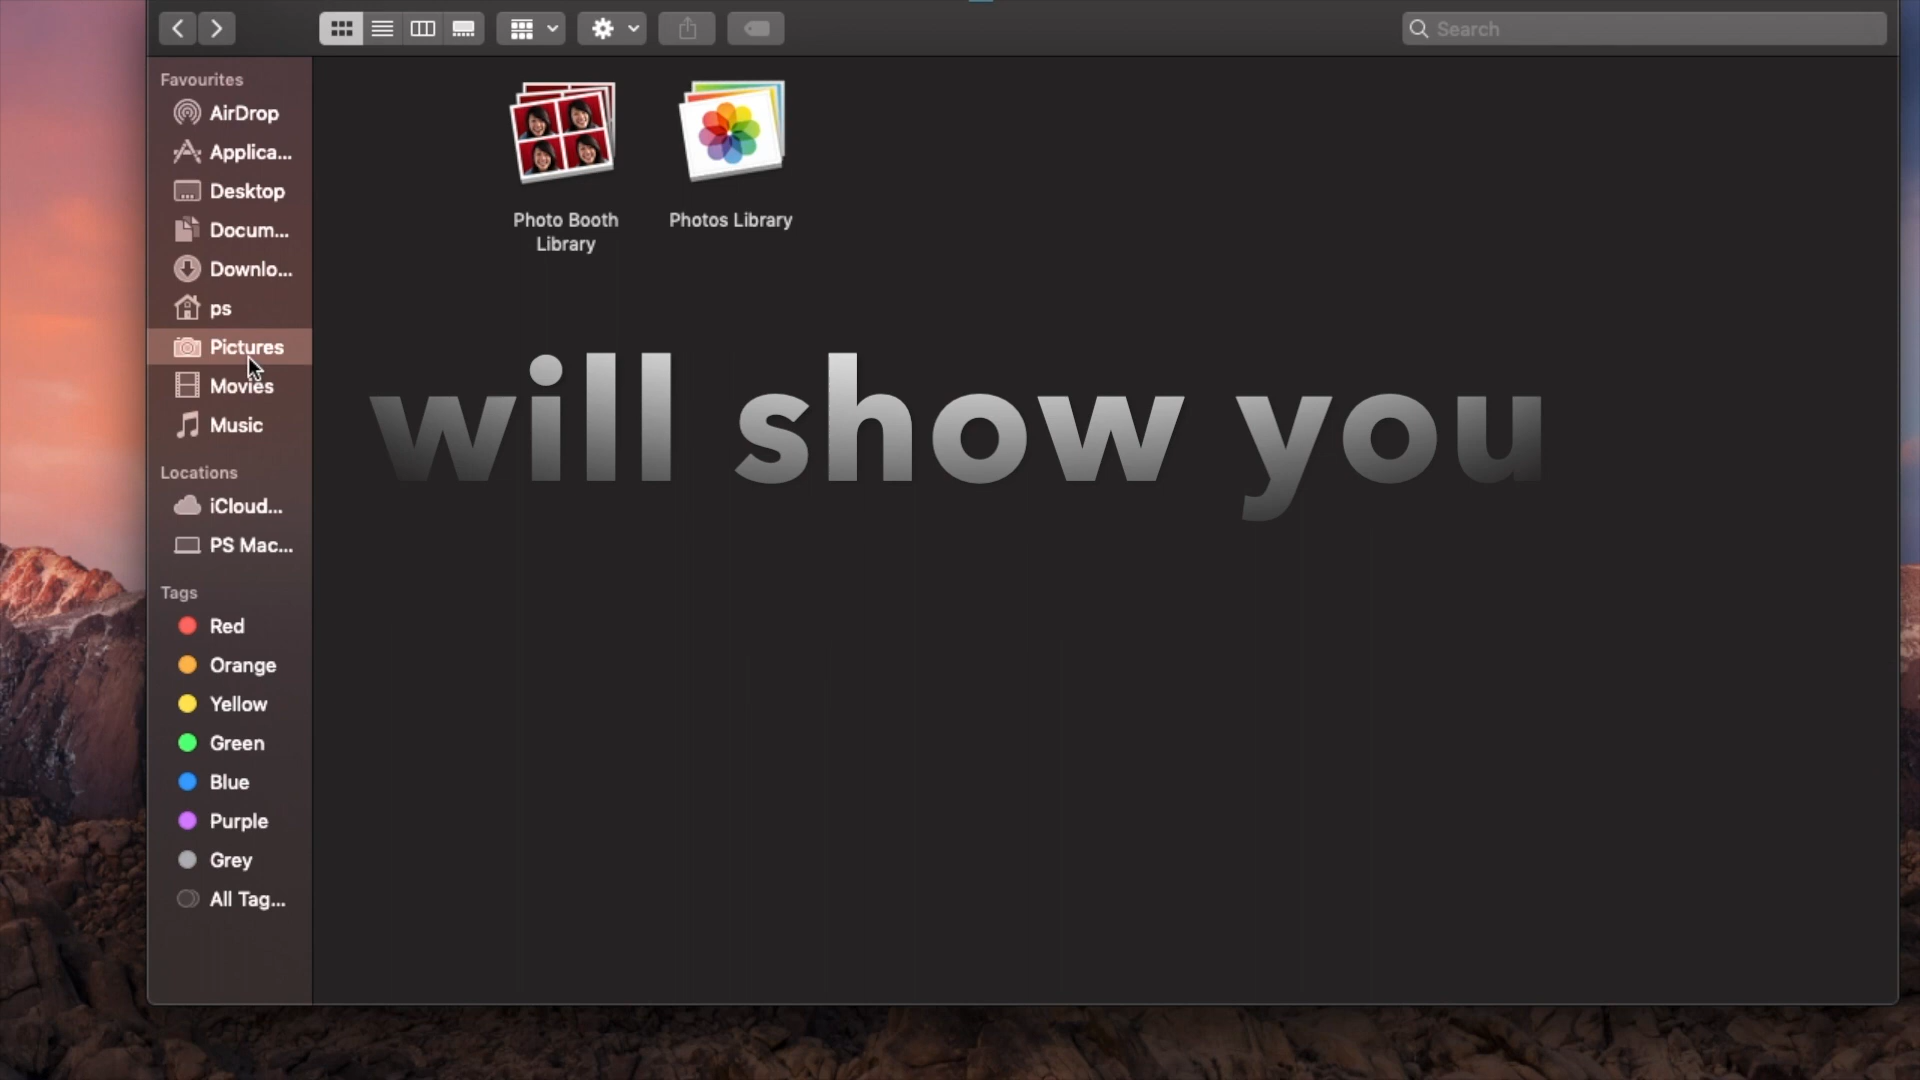 Search
Favourites
AirDrop
Applica...
Desktop
Docum...
Downlo...
ps
Pictures
Movies
Music
Locations
iCloud...
PS Mac...
Tags
Red
Orange
Yellow
Green
Blue
Purple
Grey
All Tag...
Photo Booth
Library
Photos Library
will show you